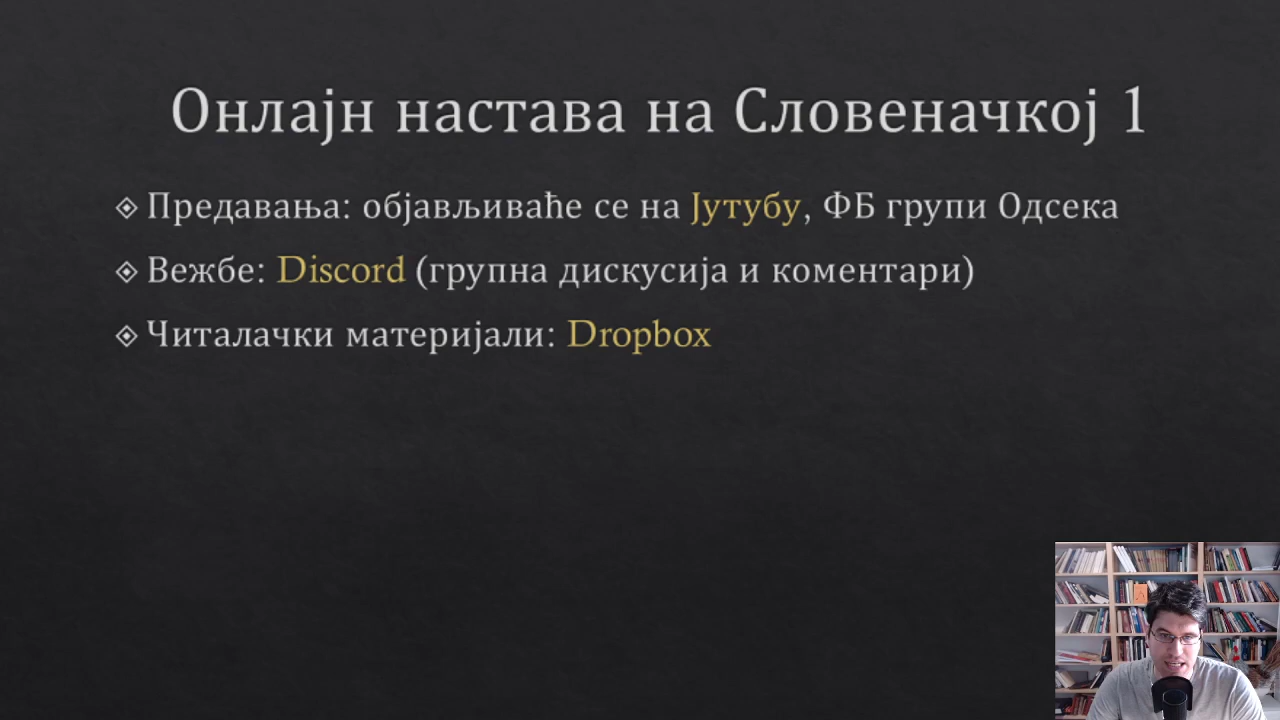 Онлајн настава на Словеначкој 1
Предавања: објављиваће се на Јутубу, ФБ групи Одсека
Вежбе: Discord (групна дискусија и коментари)
Читалачки материјали: Dropbox